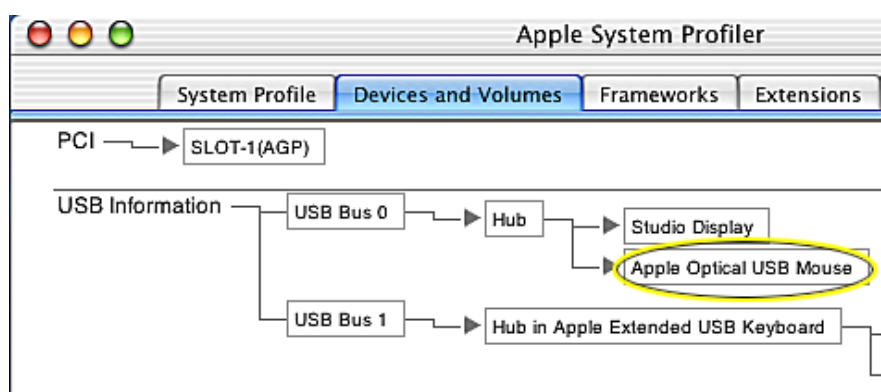 Apple System Profiler
System Profile Devices and Volumes Frameworks Extensions
PCI SLOT-1(AGP)
USB Information USB Bus 0 Hub Studio Display
Apple Optical USB Mouse
USB Bus 1 Hub in Apple Extended USB Keyboard